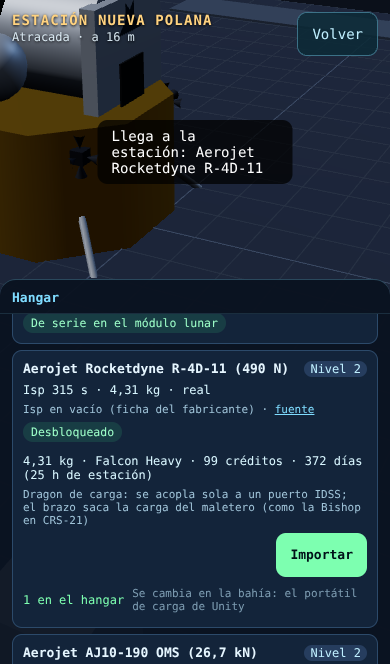 ESTACIÓN NUEVA POLANA
Atracada · a 16 m
Volver
Llega a la
estación: Aerojet
Rocketdyne R-4D-11
Hangar
De serie en el módulo lunar
Aerojet Rocketdyne R-4D-11 (490 N)
Nivel 2
Isp 315 s · 4,31 kg · real
Isp en vacío (ficha del fabricante) · fuente
Desbloqueado
4,31 kg · Falcon Heavy · 99 créditos · 372 días
(25 h de estación)
Dragon de carga: se acopla sola a un puerto IDSS;
el brazo saca la carga del maletero (como la Bishop
en CRS-21)
Importar
1 en el hangar
Se cambia en la bahía: el portátil
de carga de Unity
Aerojet AJ10-190 OMS (26,7 kN)
Nivel 2